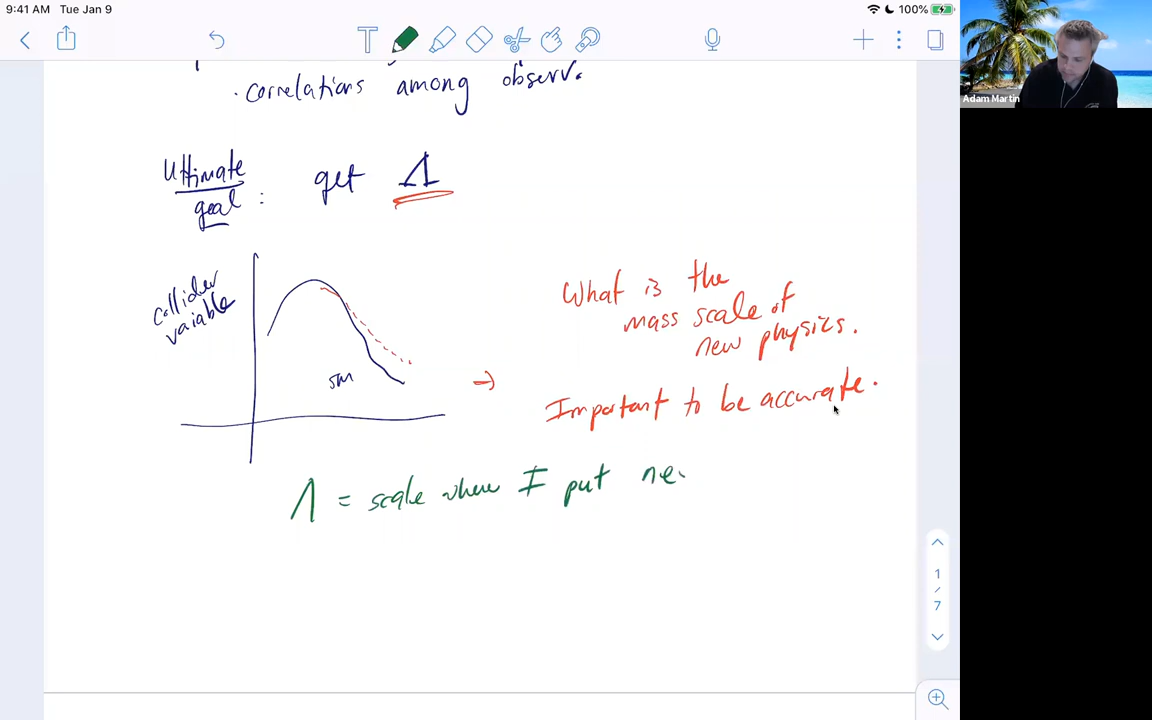 9:41 AM Tue Jan 9
100%
T
Adam Martin
· correlations among observ.
Ultimate
goal : get Λ
collider
variable
SM
What is the
mass scale of
new physics.
→ Important to be accurate.
Λ = scale where I put ne
1
/
7